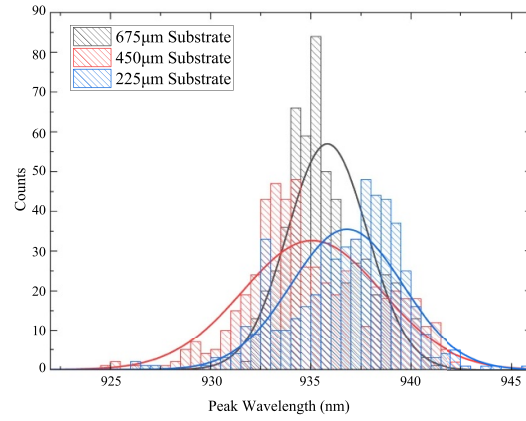 90
80
70
60
50
40
30
20
10
0
Counts
675μm Substrate
450μm Substrate
225μm Substrate
925 930 935 940 945
Peak Wavelength (nm)